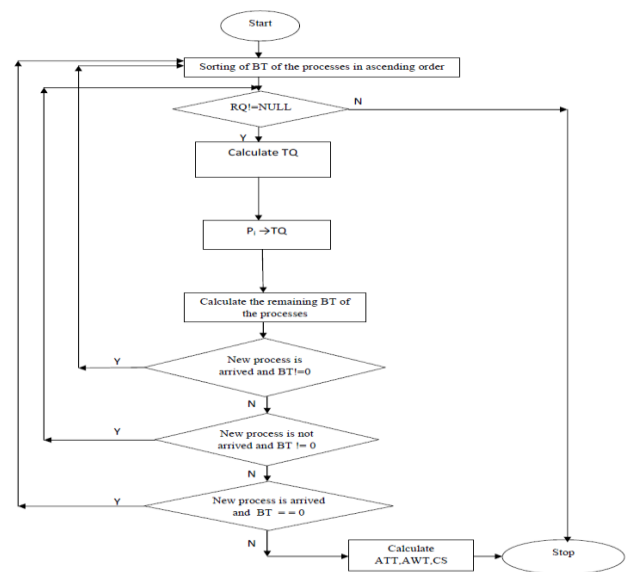 Start
Sorting of BT of the processes in ascending order
RQ!=NULL
N
Y
Calculate TQ
Pi →TQ
Calculate the remaining BT of
the processes
New process is
arrived and BT!=0
Y
N
New process is not
arrived and BT != 0
Y
N
New process is arrived
and BT ==0
Y
N
Calculate
ATT,AWT,CS
Stop